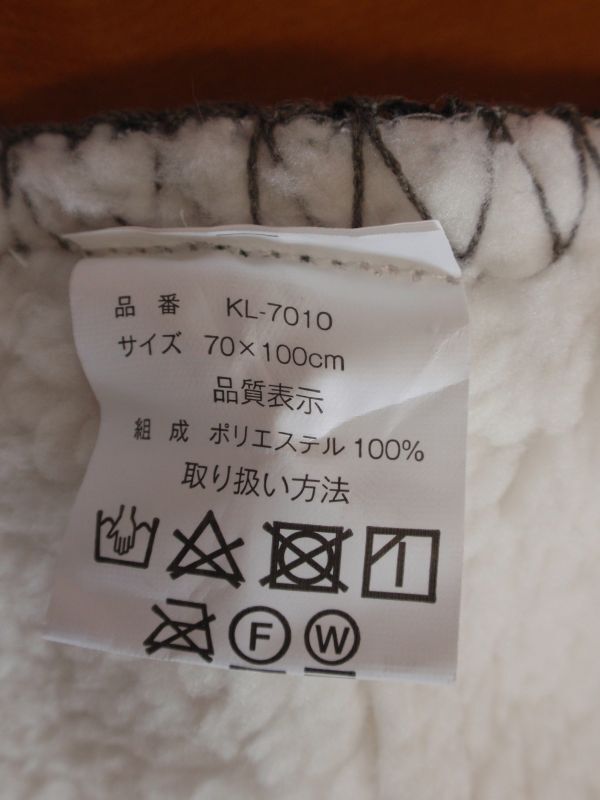 品 番 KL-7010
サイズ 70×100cm
品質表示
組 成 ポリエステル 100%
取り扱い方法
F W